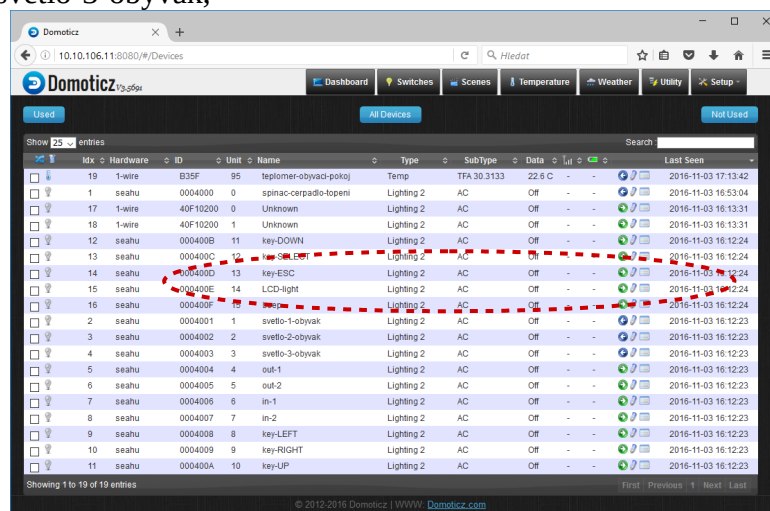 svetlo-3-obyvak,
Domoticz × +
10.10.106.11:8080/#/Devices Hledat
Domoticz V3.5691 Dashboard Switches Scenes Temperature Weather Utility Setup
Used All Devices Not Used
Show 25 entries Search:
Idx Hardware ID Unit Name Type SubType Data Last Seen
19 1-wire B35F 95 teplomer-obyvaci-pokoj Temp TFA 30.3133 22.6 C - - 2016-11-03 17:13:42
1 seahu 0004000 0 spinac-cerpadlo-topeni Lighting 2 AC Off - - 2016-11-03 16:53:04
17 1-wire 40F10200 0 Unknown Lighting 2 AC Off - - 2016-11-03 16:13:31
18 1-wire 40F10200 1 Unknown Lighting 2 AC Off - - 2016-11-03 16:13:31
12 seahu 000400B 11 key-DOWN Lighting 2 AC Off - - 2016-11-03 16:12:24
13 seahu 000400C 12 key-SELECT Lighting 2 AC Off - - 2016-11-03 16:12:24
14 seahu 000400D 13 key-ESC Lighting 2 AC Off - - 2016-11-03 16:12:24
15 seahu 000400E 14 LCD-light Lighting 2 AC Off - - 2016-11-03 16:12:24
16 seahu 000400F 15 Lighting 2 AC Off - - 2016-11-03 16:12:24
2 seahu 0004001 1 svetlo-1-obyvak Lighting 2 AC Off - - 2016-11-03 16:12:23
3 seahu 0004002 2 svetlo-2-obyvak Lighting 2 AC Off - - 2016-11-03 16:12:23
4 seahu 0004003 3 svetlo-3-obyvak Lighting 2 AC Off - - 2016-11-03 16:12:23
5 seahu 0004004 4 out-1 Lighting 2 AC Off - - 2016-11-03 16:12:23
6 seahu 0004005 5 out-2 Lighting 2 AC Off - - 2016-11-03 16:12:23
7 seahu 0004006 6 in-1 Lighting 2 AC Off - - 2016-11-03 16:12:23
8 seahu 0004007 7 in-2 Lighting 2 AC Off - - 2016-11-03 16:12:23
9 seahu 0004008 8 key-LEFT Lighting 2 AC Off - - 2016-11-03 16:12:23
10 seahu 0004009 9 key-RIGHT Lighting 2 AC Off - - 2016-11-03 16:12:23
11 seahu 000400A 10 key-UP Lighting 2 AC Off - - 2016-11-03 16:12:23
Showing 1 to 19 of 19 entries First Previous 1 Next Last
© 2012-2016 Domoticz | WWW: Domoticz.com